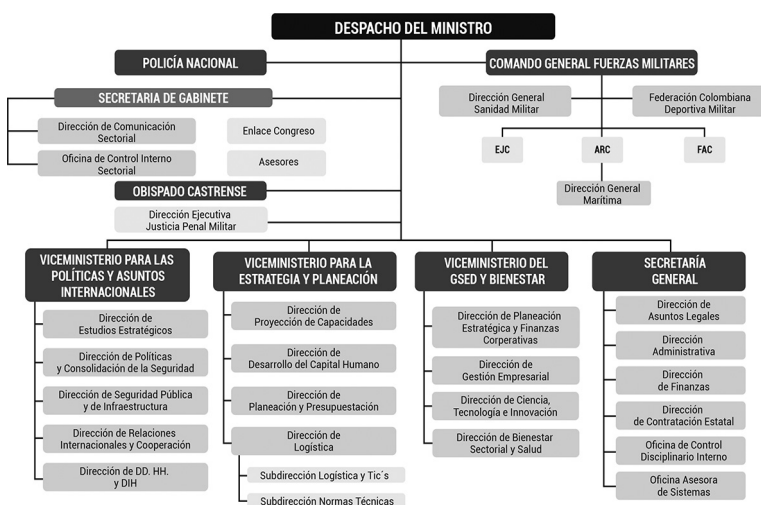 DESPACHO DEL MINISTRO
POLICÍA NACIONAL
COMANDO GENERAL FUERZAS MILITARES
SECRETARIA DE GABINETE
Dirección de Comunicación
Sectorial
Enlace Congreso
Oficina de Control Interno
Sectorial
Asesores
Dirección General
Sanidad Militar
Federación Colombiana
Deportiva Militar
EJC
ARC
FAC
Dirección General
Marítima
OBISPADO CASTRENSE
Dirección Ejecutiva
Justicia Penal Militar
VICEMINISTERIO PARA LAS
POLÍTICAS Y ASUNTOS
INTERNACIONALES
Dirección de
Estudios Estratégicos
Dirección de Políticas
y Consolidación de la Seguridad
Dirección de Seguridad Pública
y de Infraestructura
Dirección de Relaciones
Internacionales y Cooperación
Dirección de DD. HH.
y DIH
VICEMINISTERIO PARA LA
ESTRATEGIA Y PLANEACIÓN
Dirección de
Proyección de Capacidades
Dirección de
Desarrollo del Capital Humano
Dirección de
Planeación y Presupuestación
Dirección de
Logística
Subdirección Logística y Tic´s
Subdirección Normas Técnicas
VICEMINISTERIO DEL
GSED Y BIENESTAR
Dirección de Planeación
Estratégica y Finanzas
Corperativas
Dirección de
Gestión Empresarial
Dirección de Ciencia,
Tecnología e Innovación
Dirección de Bienestar
Sectorial y Salud
SECRETARÍA
GENERAL
Dirección de
Asuntos Legales
Dirección
Administrativa
Dirección
de Finanzas
Dirección
de Contratación Estatal
Oficina de Control
Disciplinario Interno
Oficina Asesora
de Sistemas